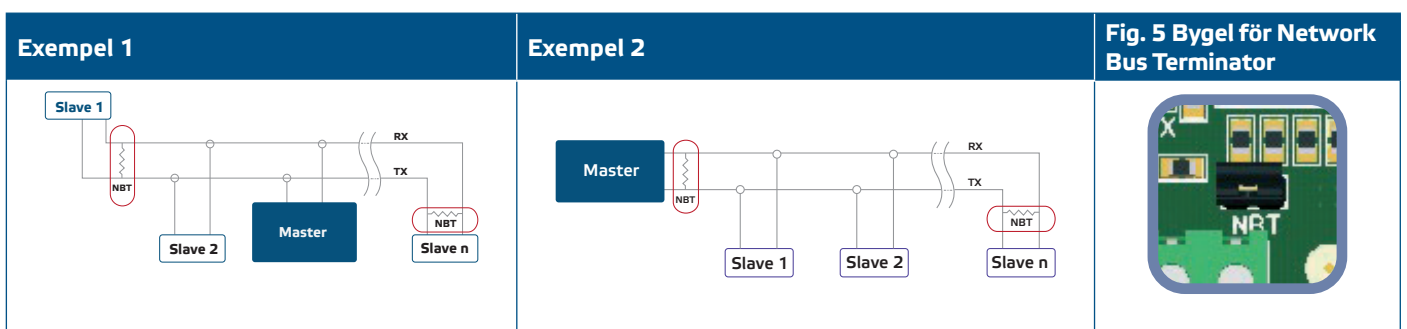 Exempel 1
Slave 1
NBT
RX
TX
NBT
Slave 2
Master
Slave n
Exempel 2
Master
NBT
RX
TX
NBT
Slave 1
Slave 2
Slave n
Fig. 5 Bygel för Network
Bus Terminator
X
NBT